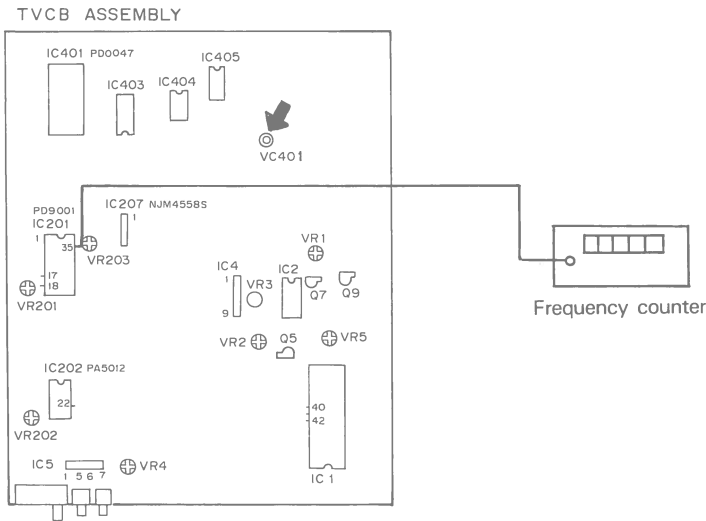 TVCB ASSEMBLY
IC401 PD0047
IC403
IC404
IC405
VC401
PD9001
IC201
1
35
17
18
VR203
VR201
IC207 NJM4558S
1
VR1
IC4
1
9
VR3
IC2
Q7
Q9
VR2
Q5
VR5
Frequency counter
IC202 PA5012
22
VR202
40
42
IC1
IC5
1 5 6 7
VR4